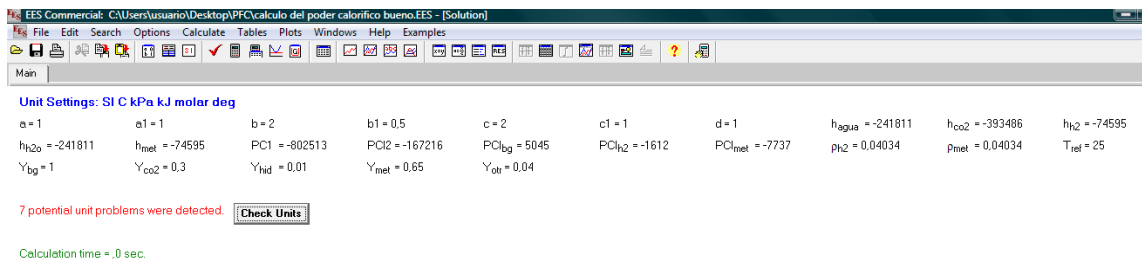 EES Commercial: C:\Users\usuario\Desktop\PFC\calculo del poder calorifico bueno.EES - [Solution]
File Edit Search Options Calculate Tables Plots Windows Help Examples
Main
Unit Settings: SI C kPa kJ molar deg
a = 1 a1 = 1 b = 2 b1 = 0,5 c = 2 c1 = 1 d = 1 hagua = -241811 hco2 = -393486 hh2 = -74595
hh2o = -241811 hmet = -74595 PC1 = -802513 PCI2 = -167216 PCIbg = 5045 PCIh2 = -1612 PCImet = -7737 ρh2 = 0,04034 ρmet = 0,04034 Tref = 25
Ybg = 1 Yco2 = 0,3 Yhid = 0,01 Ymet = 0,65 Yotr = 0,04
7 potential unit problems were detected. Check Units
Calculation time = ,0 sec.